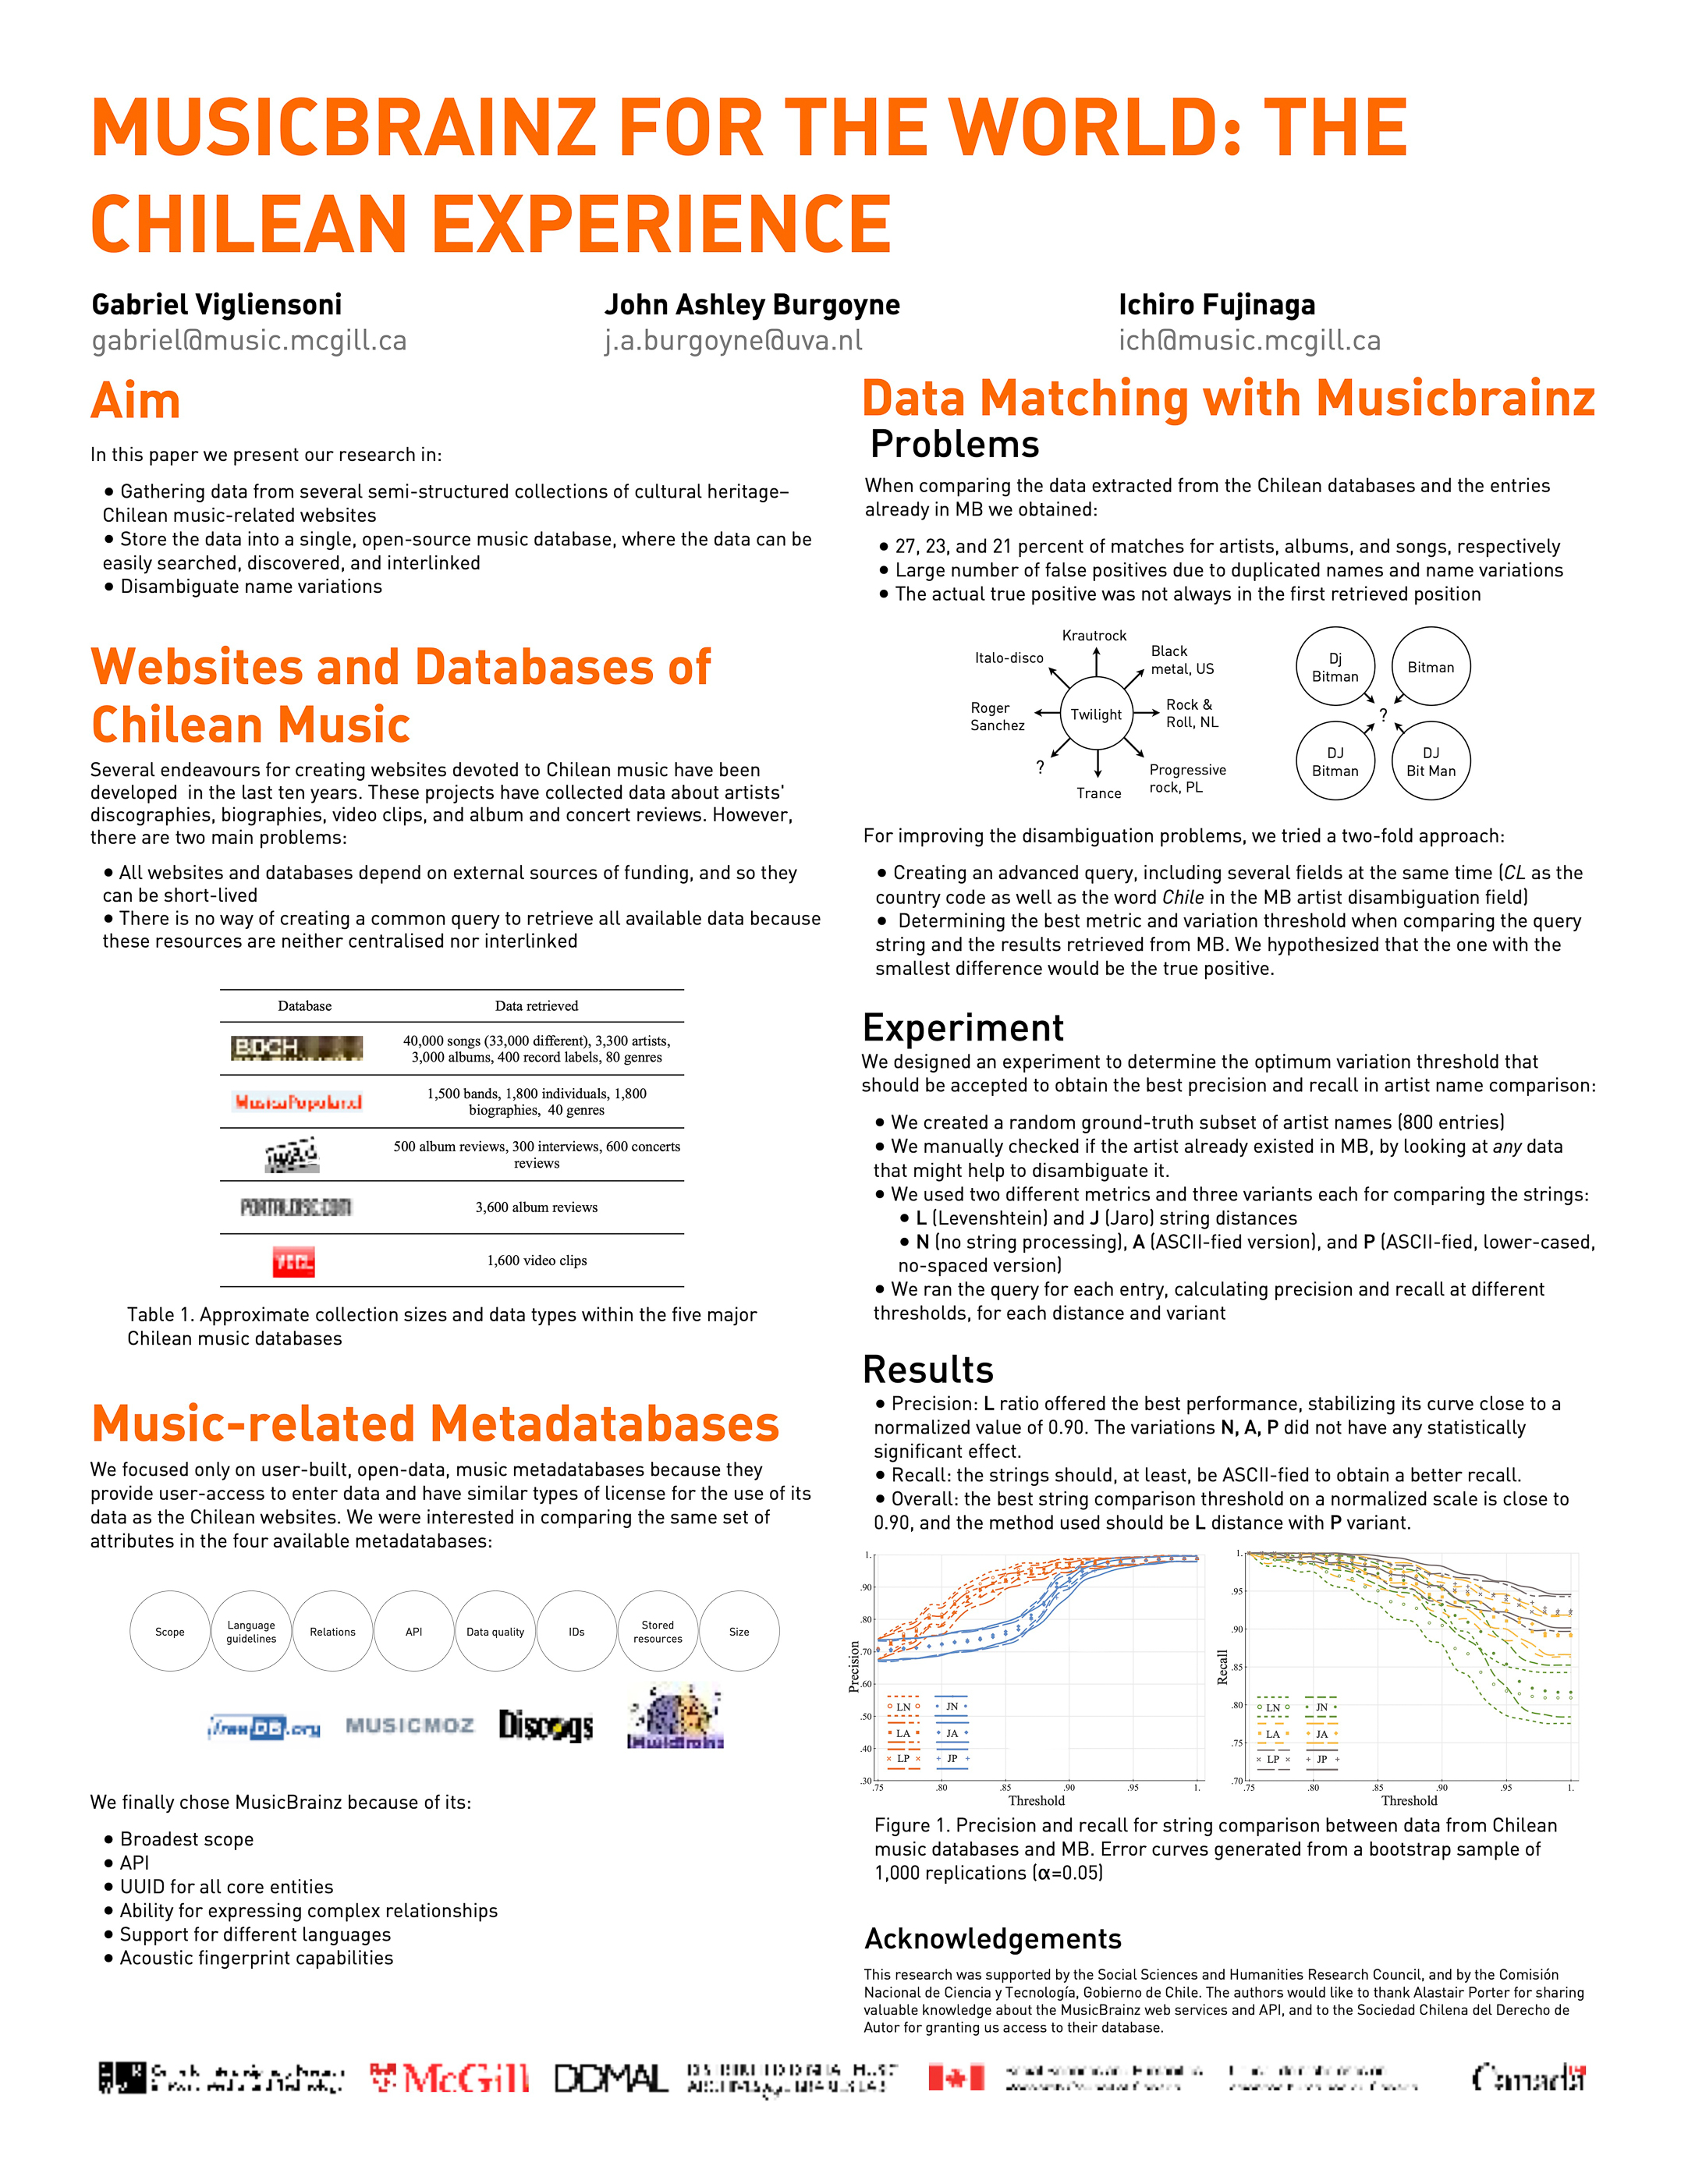 MUSICBRAINZ FOR THE WORLD: THE
CHILEAN EXPERIENCE
Gabriel Vigliensoni
gabriel@music.mcgill.ca
John Ashley Burgoyne
j.a.burgoyne@uva.nl
Ichiro Fujinaga
ich@music.mcgill.ca
Aim
In this paper we present our research in:
● Gathering data from several semi-structured collections of cultural heritage–
Chilean music-related websites
● Store the data into a single, open-source music database, where the data can be
easily searched, discovered, and interlinked
● Disambiguate name variations
Websites and Databases of
Chilean Music
Several endeavours for creating websites devoted to Chilean music have been
developed in the last ten years. These projects have collected data about artists'
discographies, biographies, video clips, and album and concert reviews. However,
there are two main problems:
● All websites and databases depend on external sources of funding, and so they
can be short-lived
● There is no way of creating a common query to retrieve all available data because
these resources are neither centralised nor interlinked
Database Data retrieved
BDCH
40,000 songs (33,000 different), 3,300 artists,
3,000 albums, 400 record labels, 80 genres
MusicaPopular.cl
1,500 bands, 1,800 individuals, 1,800
biographies, 40 genres
500 album reviews, 300 interviews, 600 concerts
reviews
PORTALDISC.COM
3,600 album reviews
1,600 video clips
Table 1. Approximate collection sizes and data types within the five major
Chilean music databases
Music-related Metadatabases
We focused only on user-built, open-data, music metadatabases because they
provide user-access to enter data and have similar types of license for the use of its
data as the Chilean websites. We were interested in comparing the same set of
attributes in the four available metadatabases:
Scope
Language
guidelines
Relations
API
Data quality
IDs
Stored
resources
Size
freeDB.org
MUSICMOZ
Discogs
MusicBrainz
We finally chose MusicBrainz because of its:
● Broadest scope
● API
● UUID for all core entities
● Ability for expressing complex relationships
● Support for different languages
● Acoustic fingerprint capabilities
Data Matching with Musicbrainz
Problems
When comparing the data extracted from the Chilean databases and the entries
already in MB we obtained:
● 27, 23, and 21 percent of matches for artists, albums, and songs, respectively
● Large number of false positives due to duplicated names and name variations
● The actual true positive was not always in the first retrieved position
Krautrock
Italo-disco
Black
metal, US
Roger
Sanchez
Twilight
Rock &
Roll, NL
?
Progressive
rock, PL
Trance
Dj
Bitman
Bitman
?
DJ
Bitman
DJ
Bit Man
For improving the disambiguation problems, we tried a two-fold approach:
● Creating an advanced query, including several fields at the same time (CL as the
country code as well as the word Chile in the MB artist disambiguation field)
● Determining the best metric and variation threshold when comparing the query
string and the results retrieved from MB. We hypothesized that the one with the
smallest difference would be the true positive.
Experiment
We designed an experiment to determine the optimum variation threshold that
should be accepted to obtain the best precision and recall in artist name comparison:
● We created a random ground-truth subset of artist names (800 entries)
● We manually checked if the artist already existed in MB, by looking at any data
that might help to disambiguate it.
● We used two different metrics and three variants each for comparing the strings:
● L (Levenshtein) and J (Jaro) string distances
● N (no string processing), A (ASCII-fied version), and P (ASCII-fied, lower-cased,
no-spaced version)
● We ran the query for each entry, calculating precision and recall at different
thresholds, for each distance and variant
Results
● Precision: L ratio offered the best performance, stabilizing its curve close to a
normalized value of 0.90. The variations N, A, P did not have any statistically
significant effect.
● Recall: the strings should, at least, be ASCII-fied to obtain a better recall.
● Overall: the best string comparison threshold on a normalized scale is close to
0.90, and the method used should be L distance with P variant.
1.
.90
.80
.70
.60
.50
.40
.30
Precision
LN JN
LA JA
LP JP
.75 .80 .85 .90 .95 1.
Threshold
1.
.95
.90
.85
.80
.75
.70
Recall
LN JN
LA JA
LP JP
.75 .80 .85 .90 .95 1.
Threshold
Figure 1. Precision and recall for string comparison between data from Chilean
music databases and MB. Error curves generated from a bootstrap sample of
1,000 replications (α=0.05)
Acknowledgements
This research was supported by the Social Sciences and Humanities Research Council, and by the Comisión
Nacional de Ciencia y Tecnología, Gobierno de Chile. The authors would like to thank Alastair Porter for sharing
valuable knowledge about the MusicBrainz web services and API, and to the Sociedad Chilena del Derecho de
Autor for granting us access to their database.
McGill
DDMAL
Canada